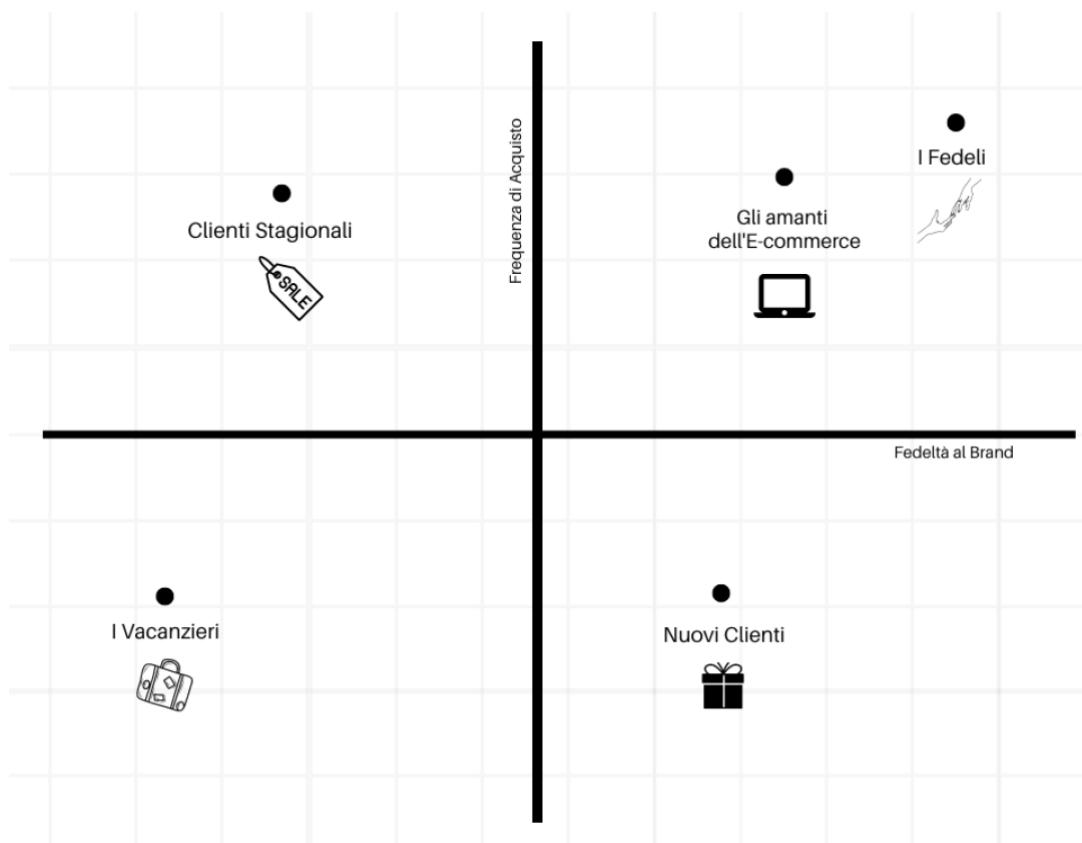 Frequenza di Acquisto
I Fedeli
Gli amanti
dell'E-commerce
Clienti Stagionali
SALE
Fedeltà al Brand
I Vacanzieri
Nuovi Clienti